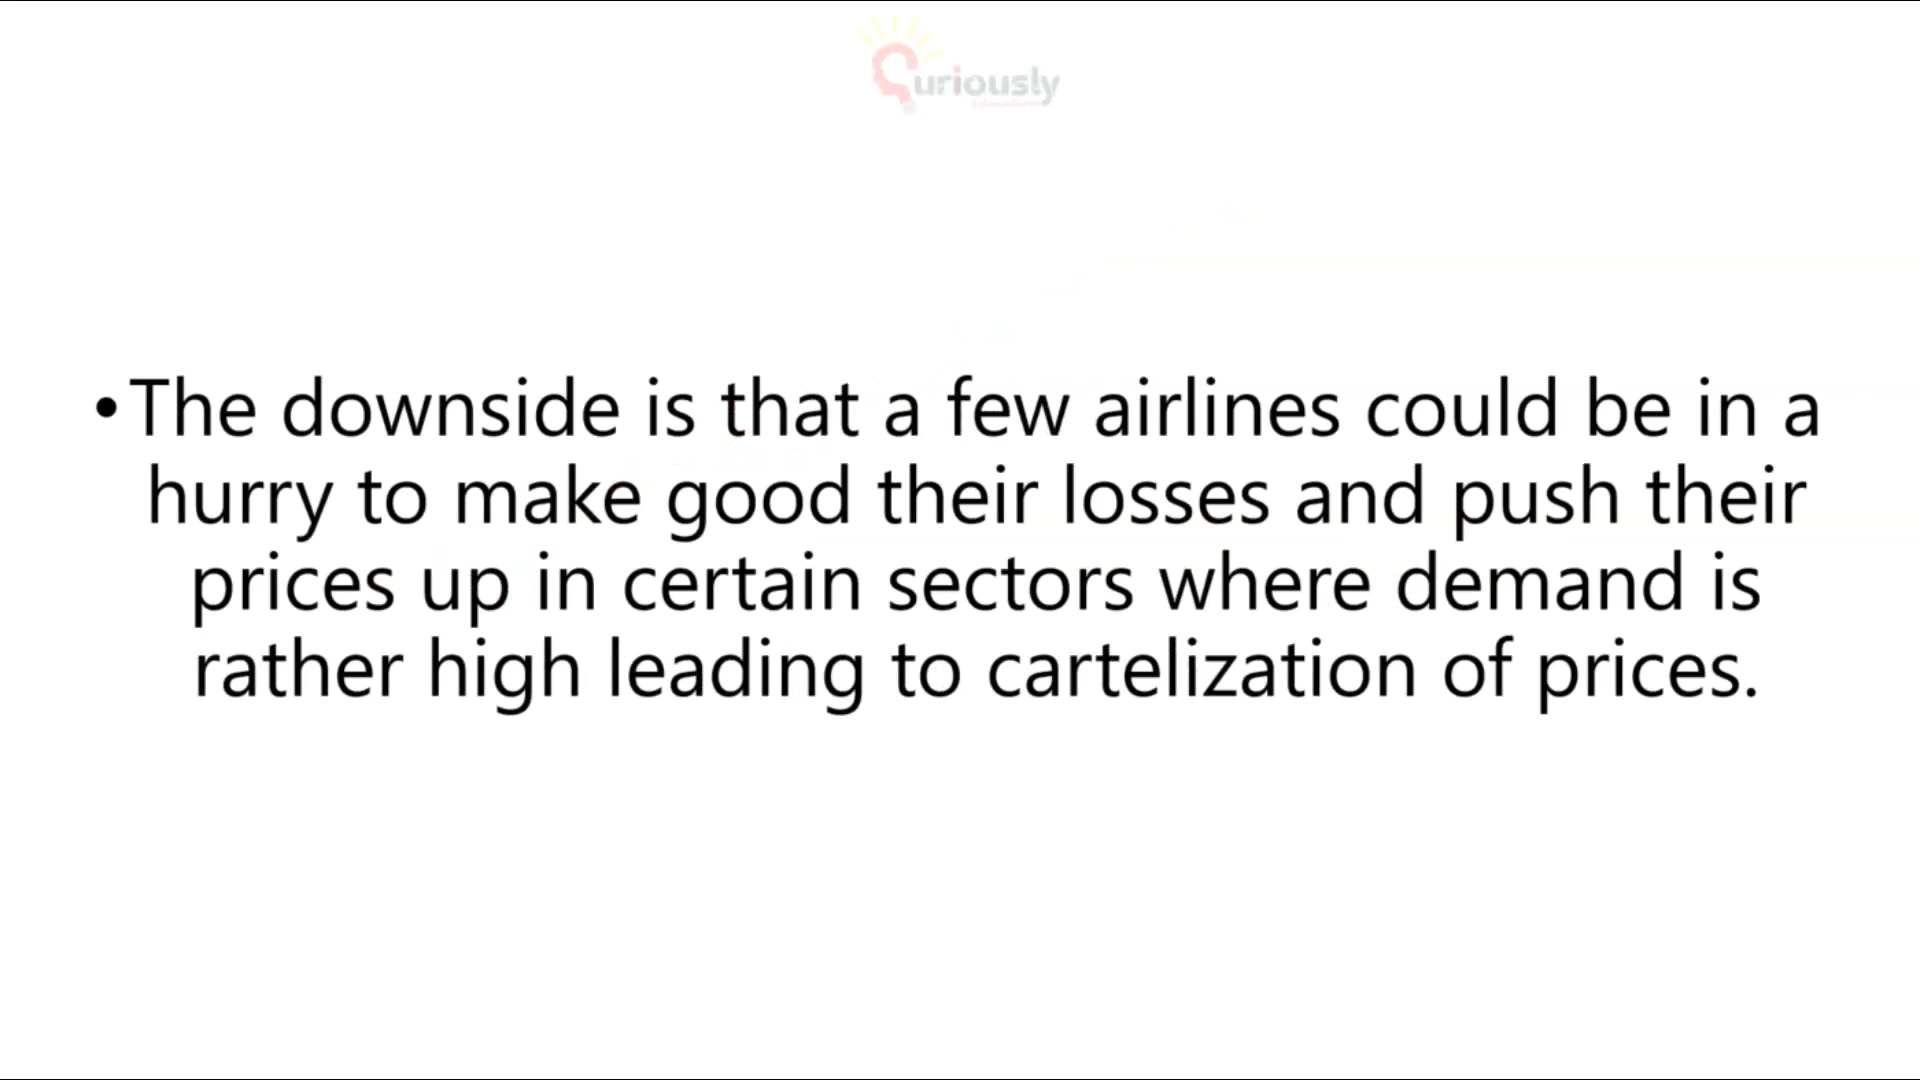 Curiously
•The downside is that a few airlines could be in a
hurry to make good their losses and push their
prices up in certain sectors where demand is
rather high leading to cartelization of prices.